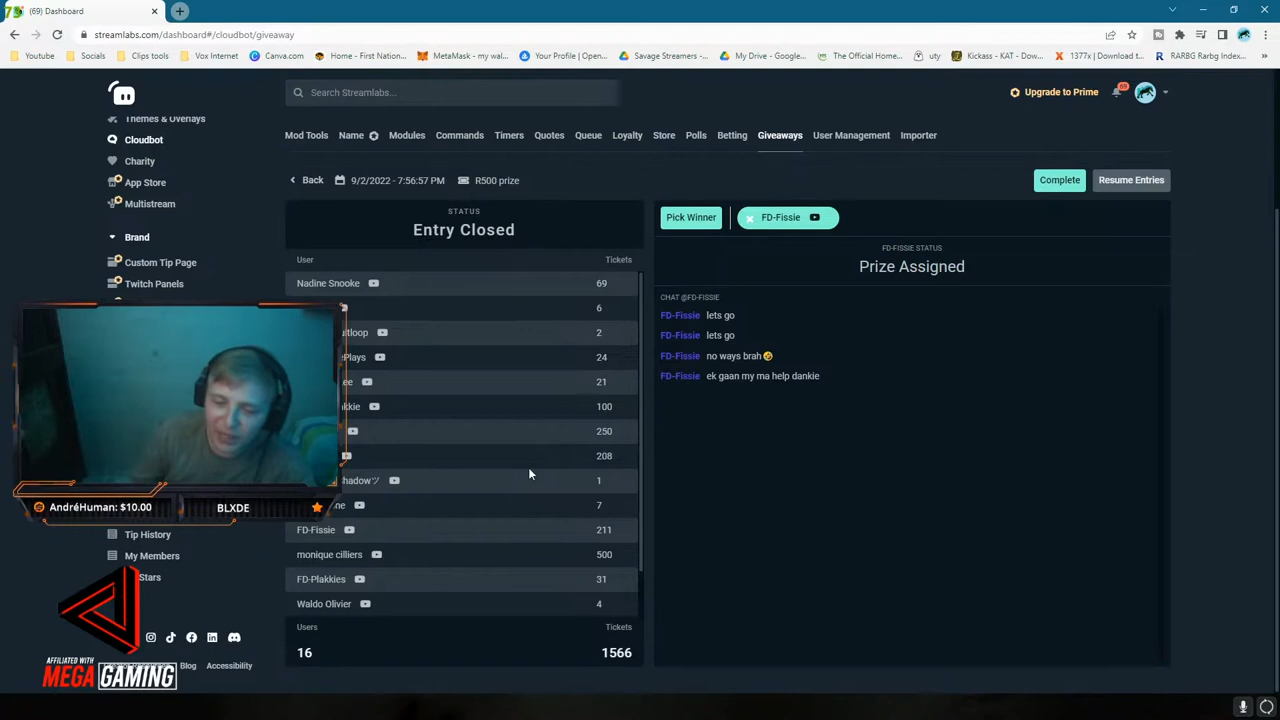 (69) Dashboard
streamlabs.com/dashboard#/cloudbot/giveaway
Youtube Socials Clips tools Vox Internet Canva.com Home - First Nation... MetaMask - my wal... Your Profile | Open... Savage Streamers -... My Drive - Google... The Official Home... uty Kickass - KAT - Dow... 1377x | Download t... RARBG Rarbg Index...
Search Streamlabs...
Upgrade to Prime
69
Themes & Overlays
Cloudbot
Charity
App Store
Multistream
Brand
Custom Tip Page
Twitch Panels
Mod Tools Name Modules Commands Timers Quotes Queue Loyalty Store Polls Betting Giveaways User Management Importer
Back 9/2/2022 - 7:56:57 PM R500 prize
Complete Resume Entries
STATUS
Entry Closed
User Tickets
Nadine Snooke 69
6
2
24
21
100
250
208
1
7
FD-Fissie 211
monique cilliers 500
FD-Plakkies 31
Waldo Olivier 4
Users Tickets
16 1566
Pick Winner FD-Fissie
FD-FISSIE STATUS
Prize Assigned
CHAT @FD-FISSIE
FD-Fissie lets go
FD-Fissie lets go
FD-Fissie no ways brah🤣
FD-Fissie ek gaan my ma help dankie
AndréHuman: $10.00 BLXDE
Tip History
My Members
Stars
Blog Accessibility
AFFILIATED WITH
MEGA GAMING